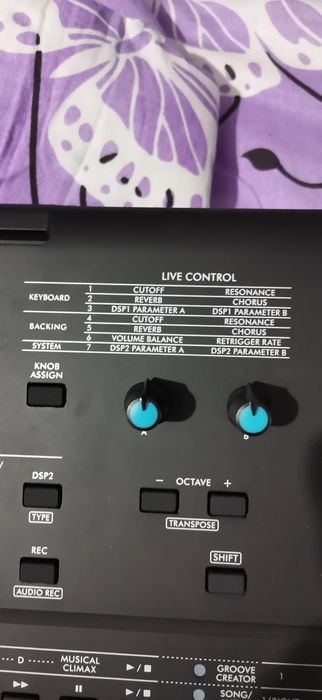 LIVE CONTROL
1 CUTOFF RESONANCE
KEYBOARD 2 REVERB CHORUS
3 DSP1 PARAMETER A DSP1 PARAMETER B
4 CUTOFF RESONANCE
BACKING 5 REVERB CHORUS
6 VOLUME BALANCE RETRIGGER RATE
SYSTEM 7 DSP2 PARAMETER A DSP2 PARAMETER B
KNOB
ASSIGN
A B
DSP2 − OCTAVE +
TYPE TRANSPOSE
REC SHIFT
AUDIO REC
D MUSICAL
CLIMAX
GROOVE
CREATOR 1
SONG/